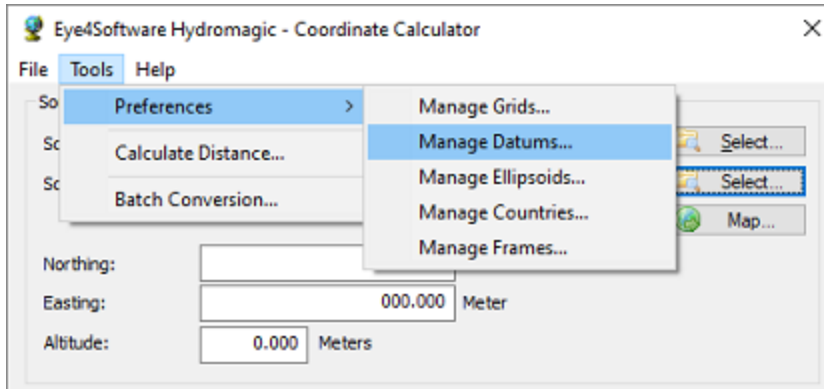 Eye4Software Hydromagic - Coordinate Calculator
File Tools Help
Preferences
Calculate Distance...
Batch Conversion...
Manage Grids...
Manage Datums...
Manage Ellipsoids...
Manage Countries...
Manage Frames...
Select...
Select...
Map...
Northing:
Easting: 000.000 Meter
Altitude: 0.000 Meters